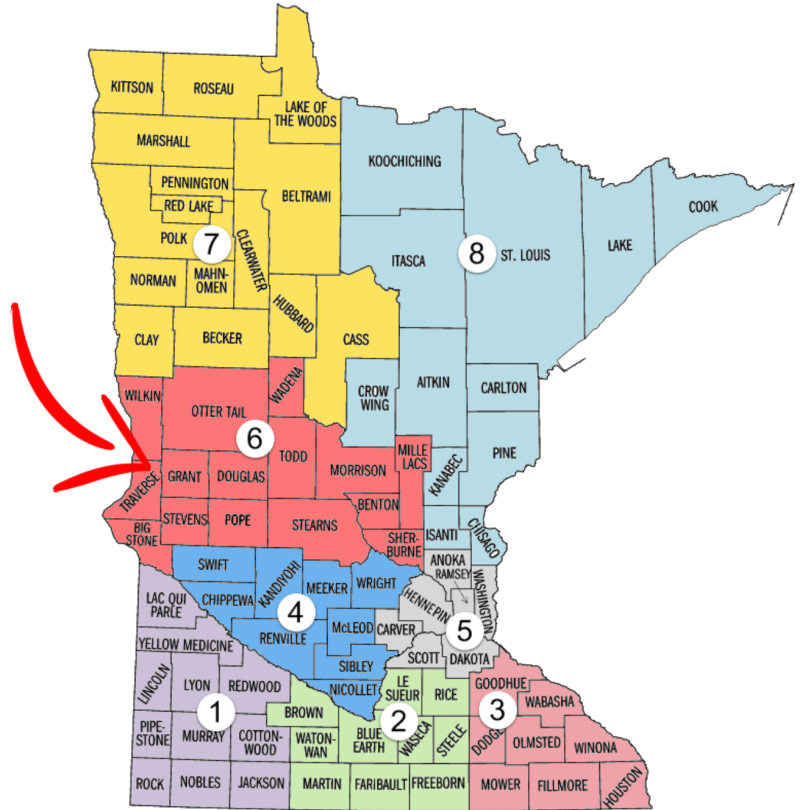 KITTSON
ROSEAU
LAKE OF
THE WOODS
MARSHALL
KOOCHICHING
PENNINGTON
RED LAKE
BELTRAMI
COOK
POLK
7
CLEARWATER
ITASCA
8
ST. LOUIS
LAKE
NORMAN
MAHN-
OMEN
HUBBARD
CLAY
BECKER
CASS
WILKIN
OTTER TAIL
WADENA
CROW
WING
AITKIN
CARLTON
6
TODD
MORRISON
MILLE
LACS
KANABEC
PINE
TRAVERSE
GRANT
DOUGLAS
BENTON
BIG
STONE
STEVENS
POPE
STEARNS
SHER-
BURNE
ISANTI
CHISAGO
SWIFT
KANDIYOHI
MEEKER
WRIGHT
ANOKA
RAMSEY
WASHINGTON
HENNEPIN
LAC QUI
PARLE
CHIPPEWA
4
RENVILLE
McLEOD
CARVER
5
YELLOW MEDICINE
SIBLEY
SCOTT
DAKOTA
LINCOLN
LYON
REDWOOD
NICOLLET
LE
SUEUR
RICE
GOODHUE
WABASHA
1
BROWN
2
3
PIPE-
STONE
MURRAY
COTTON-
WOOD
WATON-
WAN
BLUE
EARTH
WASECA
STEELE
DODGE
OLMSTED
WINONA
ROCK
NOBLES
JACKSON
MARTIN
FARIBAULT
FREEBORN
MOWER
FILLMORE
HOUSTON